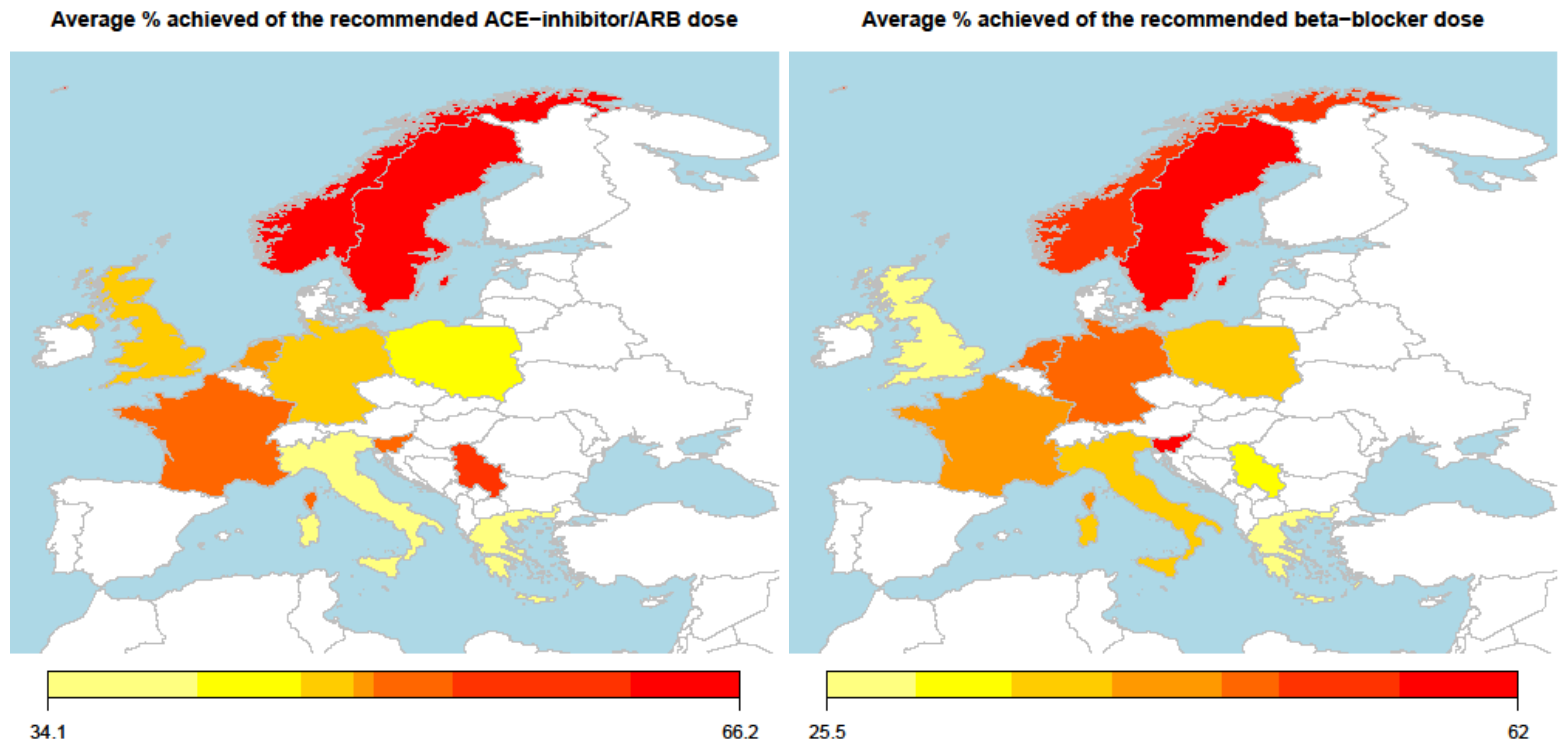 Average % achieved of the recommended ACE−inhibitor/ARB dose
Average % achieved of the recommended beta−blocker dose
34.1
66.2
25.5
62